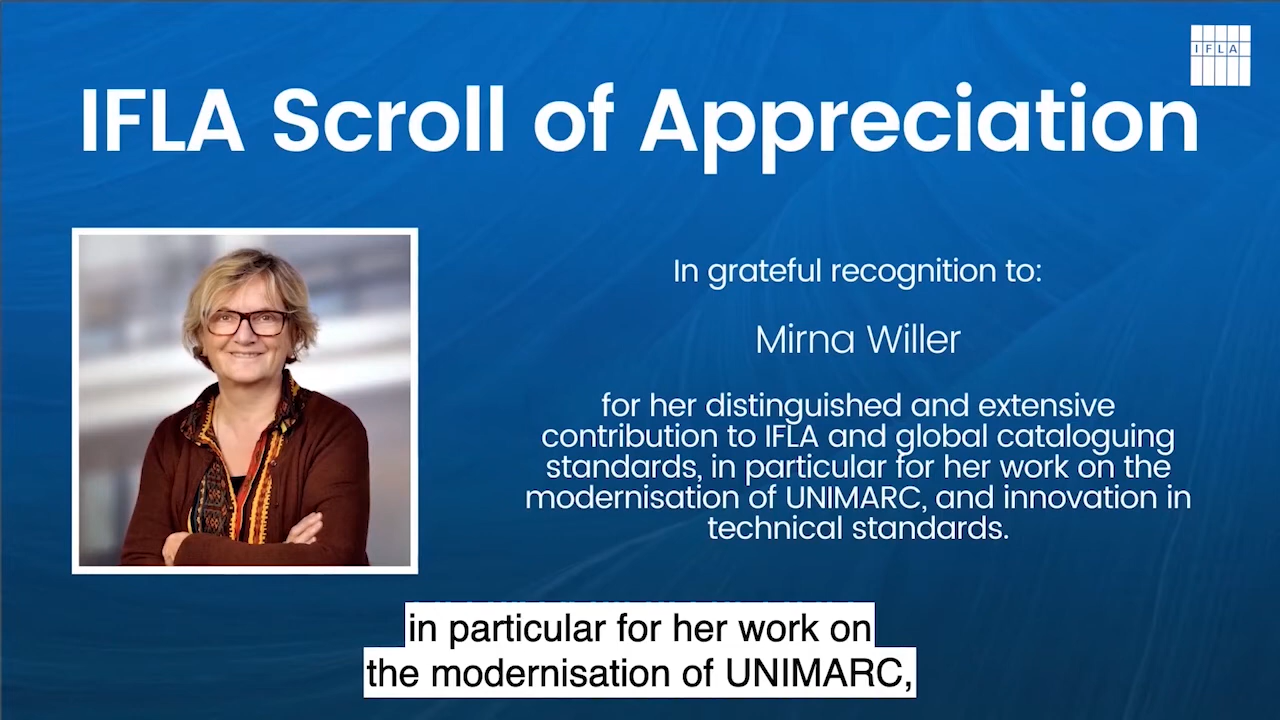 IFLA
IFLA Scroll of Appreciation
In grateful recognition to:
Mirna Willer
for her distinguished and extensive
contribution to IFLA and global cataloguing
standards, in particular for her work on the
modernisation of UNIMARC, and innovation in
technical standards.
in particular for her work on
the modernisation of UNIMARC,